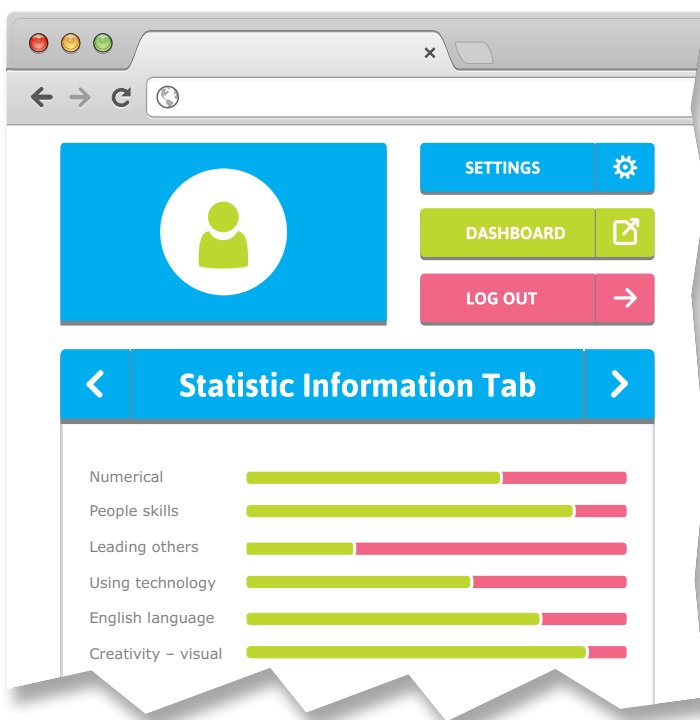 SETTINGS
DASHBOARD
LOG OUT
Statistic Information Tab
Numerical
People skills
Leading others
Using technology
English language
Creativity – visual